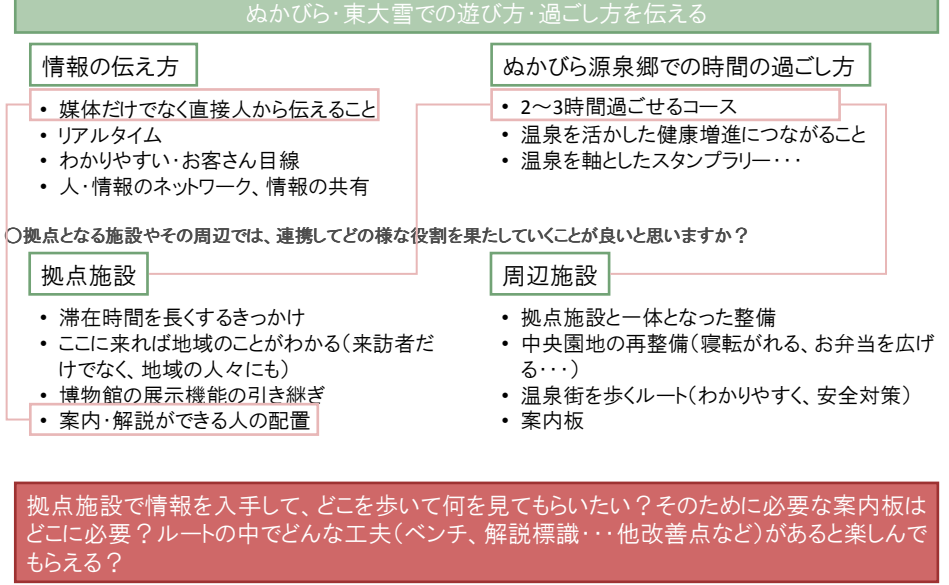 ぬかびら・東大雪での遊び方・過ごし方を伝える
情報の伝え方
• 媒体だけでなく直接人から伝えること
• リアルタイム
• わかりやすい・お客さん目線
• 人・情報のネットワーク、情報の共有
ぬかびら源泉郷での時間の過ごし方
• 2～3時間過ごせるコース
• 温泉を活かした健康増進につながること
• 温泉を軸としたスタンプラリー・・・
○拠点となる施設やその周辺では、連携してどの様な役割を果たしていくことが良いと思いますか？
拠点施設
• 滞在時間を長くするきっかけ
• ここに来れば地域のことがわかる（来訪者だ
けでなく、地域の人々にも）
• 博物館の展示機能の引き継ぎ
• 案内・解説ができる人の配置
周辺施設
• 拠点施設と一体となった整備
• 中央園地の再整備（寝転がれる、お弁当を広げ
る・・・）
• 温泉街を歩くルート（わかりやすく、安全対策）
• 案内板
拠点施設で情報を入手して、どこを歩いて何を見てもらいたい？そのために必要な案内板は
どこに必要？ルートの中でどんな工夫（ベンチ、解説標識・・・他改善点など）があると楽しんで
もらえる？